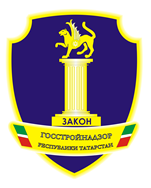 ЗАКОН
ГОССТРОЙНАДЗОР
РЕСПУБЛИКИ ТАТАРСТАН